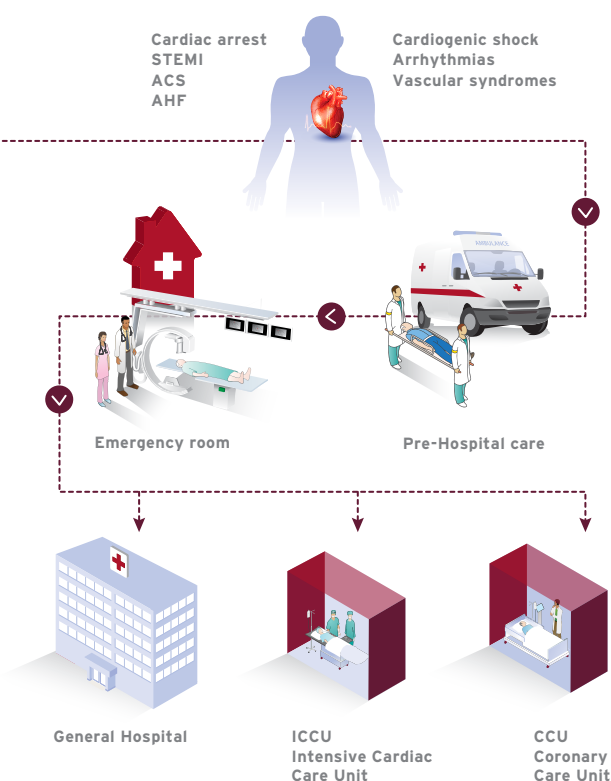 Cardiac arrest
STEMI
ACS
AHF
Cardiogenic shock
Arrhythmias
Vascular syndromes
AMBULANCE
Emergency room
Pre-Hospital care
General Hospital
ICCU
Intensive Cardiac
Care Unit
CCU
Coronary
Care Unit